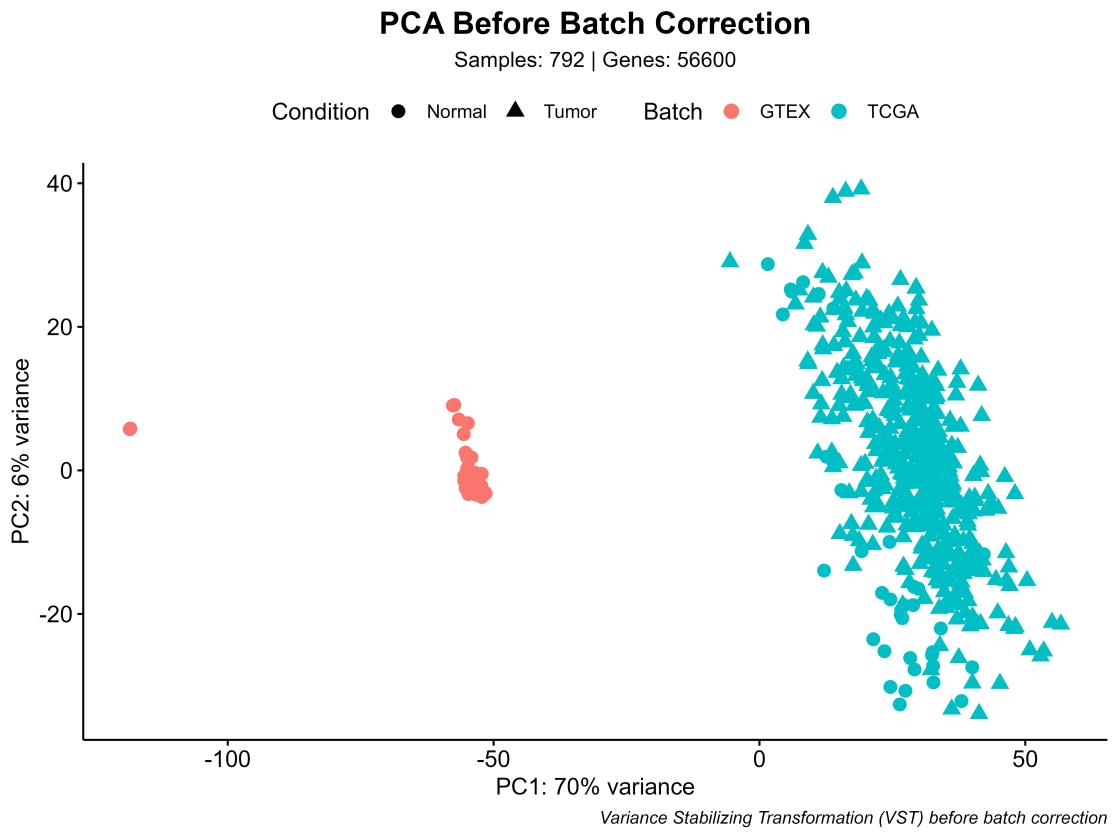 PCA Before Batch Correction
Samples: 792 | Genes: 56600
Condition Normal Tumor Batch GTEX TCGA
40
20
0
-20
PC2: 6% variance
-100 -50 0 50
PC1: 70% variance
Variance Stabilizing Transformation (VST) before batch correction